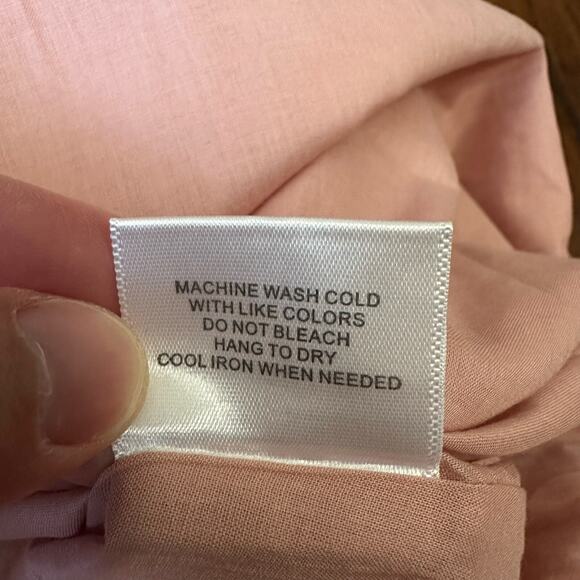 MACHINE WASH COLD
WITH LIKE COLORS
DO NOT BLEACH
HANG TO DRY
COOL IRON WHEN NEEDED